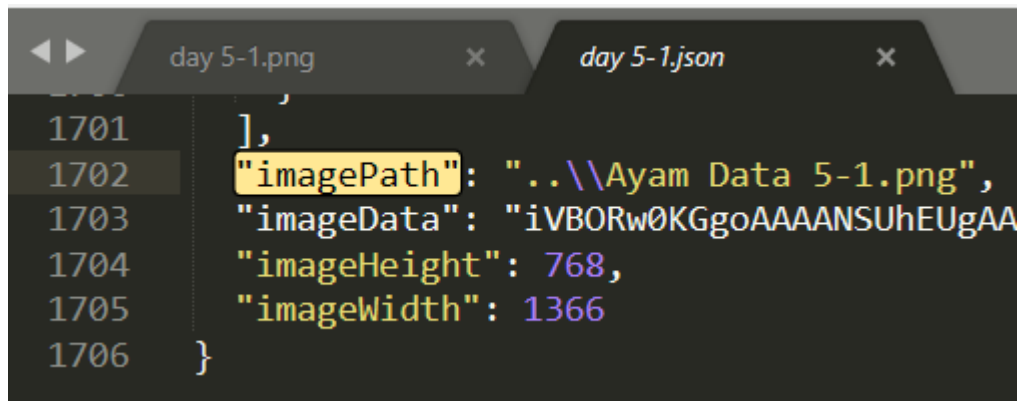 day 5-1.png × day 5-1.json ×
1701 ],
1702 "imagePath": "..\\Ayam Data 5-1.png",
1703 "imageData": "iVBORw0KGgoAAAANSUhEUgAA
1704 "imageHeight": 768,
1705 "imageWidth": 1366
1706 }